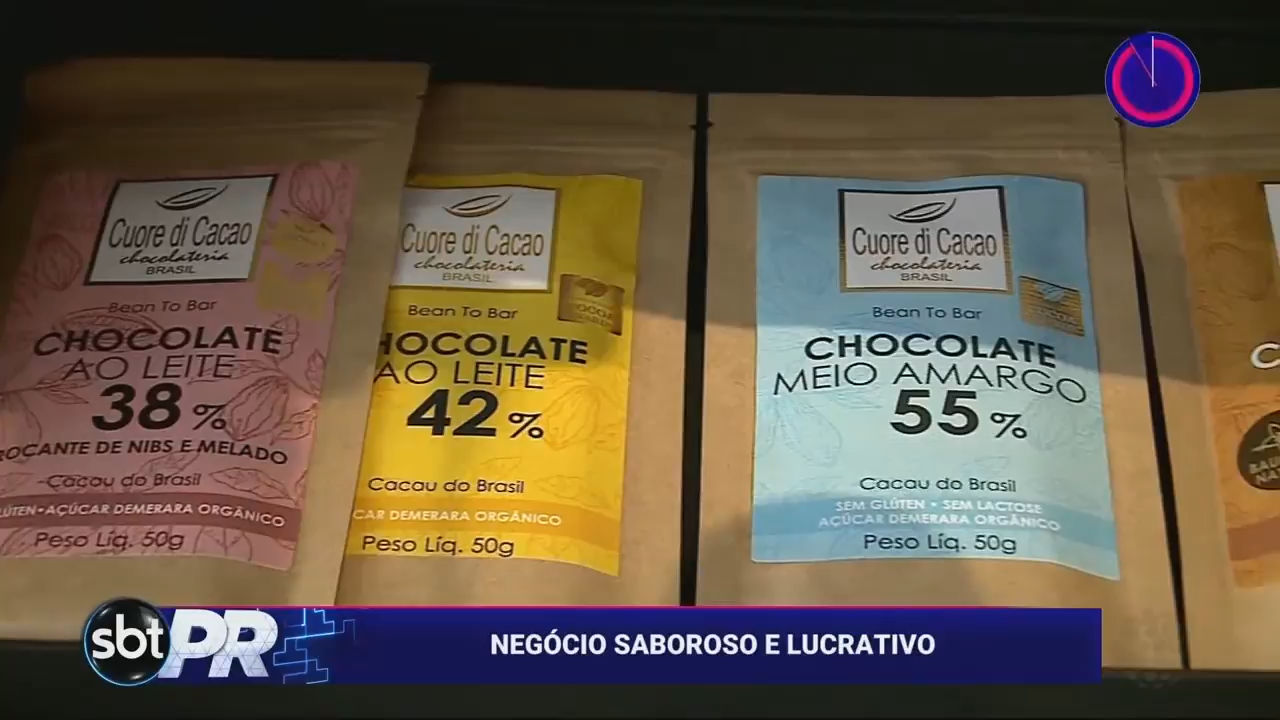 Cuore di Cacao
chocolateria
BRASIL
Bean To Bar
CHOCOLATE
AO LEITE
38%
ROCANTE DE NIBS E MELADO
Cacau do Brasil
AÇÚCAR DEMERARA ORGÂNICO
Peso Líq. 50g
Cuore di Cacao
chocolateria
BRASIL
Bean To Bar
HOCOLATE
AO LEITE
42%
Cacau do Brasil
CAR DEMERARA ORGÂNICO
Peso Líq. 50g
Cuore di Cacao
chocolateria
BRASIL
Bean To Bar
CHOCOLATE
MEIO AMARGO
55%
Cacau do Brasil
SEM GLÚTEN • SEM LACTOSE
AÇÚCAR DEMERARA ORGÂNICO
Peso Líq. 50g
sbt PR
NEGÓCIO SABOROSO E LUCRATIVO